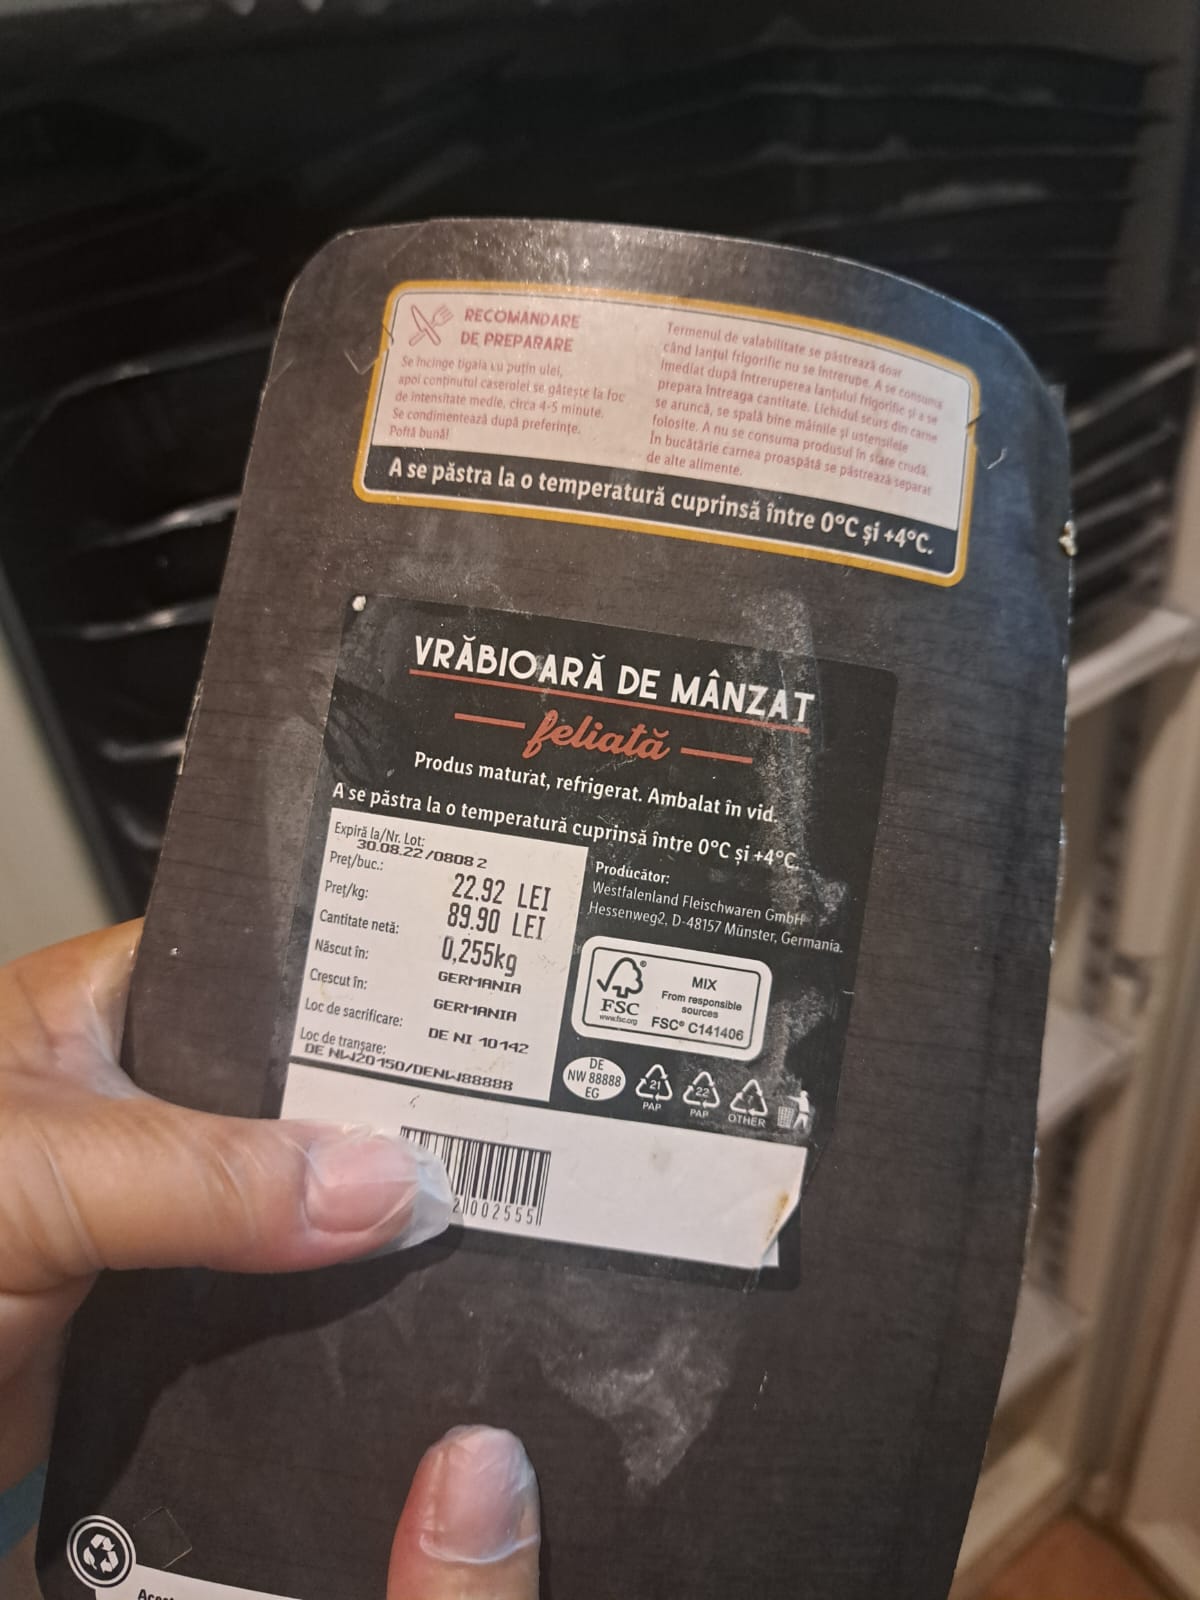 RECOMANDARE
DE PREPARARE
Se încinge tigaia cu puțin ulei,
apoi conținutul caserolei se gătește la foc
de intensitate medie, circa 4-5 minute.
Se condimentează după preferințe.
Poftă bună!
Termenul de valabilitate se păstrează doar
când lanțul frigorific nu se întrerupe. A se consuma
imediat după întreruperea lanțului frigorific și a se
prepara întreaga cantitate. Lichidul scurs din carne
se aruncă, se spală bine mâinile și ustensilele
folosite. A nu se consuma produsul în stare crudă.
În bucătărie carnea proaspătă se păstrează separat
de alte alimente.
A se păstra la o temperatură cuprinsă între 0°C și +4°C.
VRĂBIOARĂ DE MÂNZAT
feliată
Produs maturat, refrigerat. Ambalat în vid.
A se păstra la o temperatură cuprinsă între 0°C și +4°C.
Expiră la/Nr. Lot:
30.08.22/0808 2
Preț/buc.: 22.92 LEI
Preț/kg: 89.90 LEI
Cantitate netă: 0,255kg
Născut în: GERMANIA
Crescut în: GERMANIA
Loc de sacrificare: DE NI 10142
Loc de tranșare:
DE NW20150/DENW88888
Producător:
Westfalenland Fleischwaren GmbH
Hessenweg2, D-48157 Münster, Germania.
FSC®
www.fsc.org
MIX
From responsible
sources
FSC® C141406
DE
NW 88888
EG
21
PAP
22
PAP
7
OTHER
2 002555